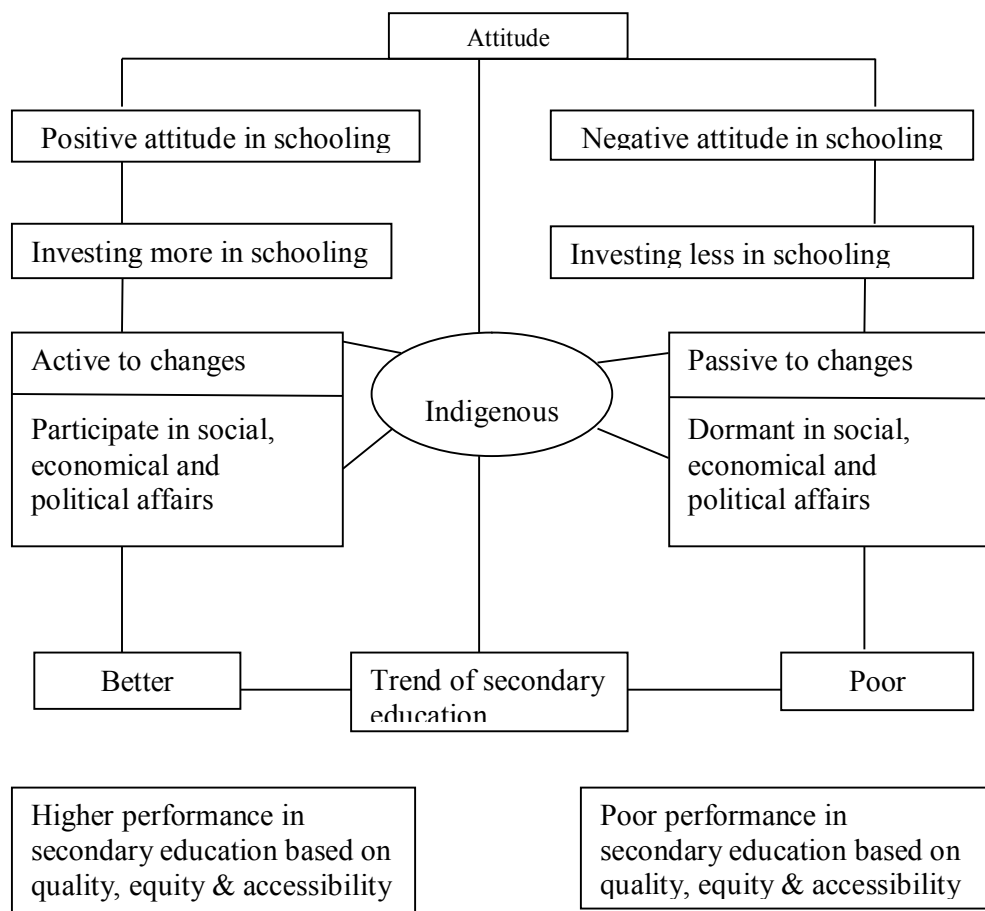 Attitude
Positive attitude in schooling
Negative attitude in schooling
Investing more in schooling
Investing less in schooling
Active to changes
Participate in social,
economical and
political affairs
Indigenous
Passive to changes
Dormant in social,
economical and
political affairs
Better
Trend of secondary
education
Poor
Higher performance in
secondary education based on
quality, equity & accessibility
Poor performance in
secondary education based on
quality, equity & accessibility